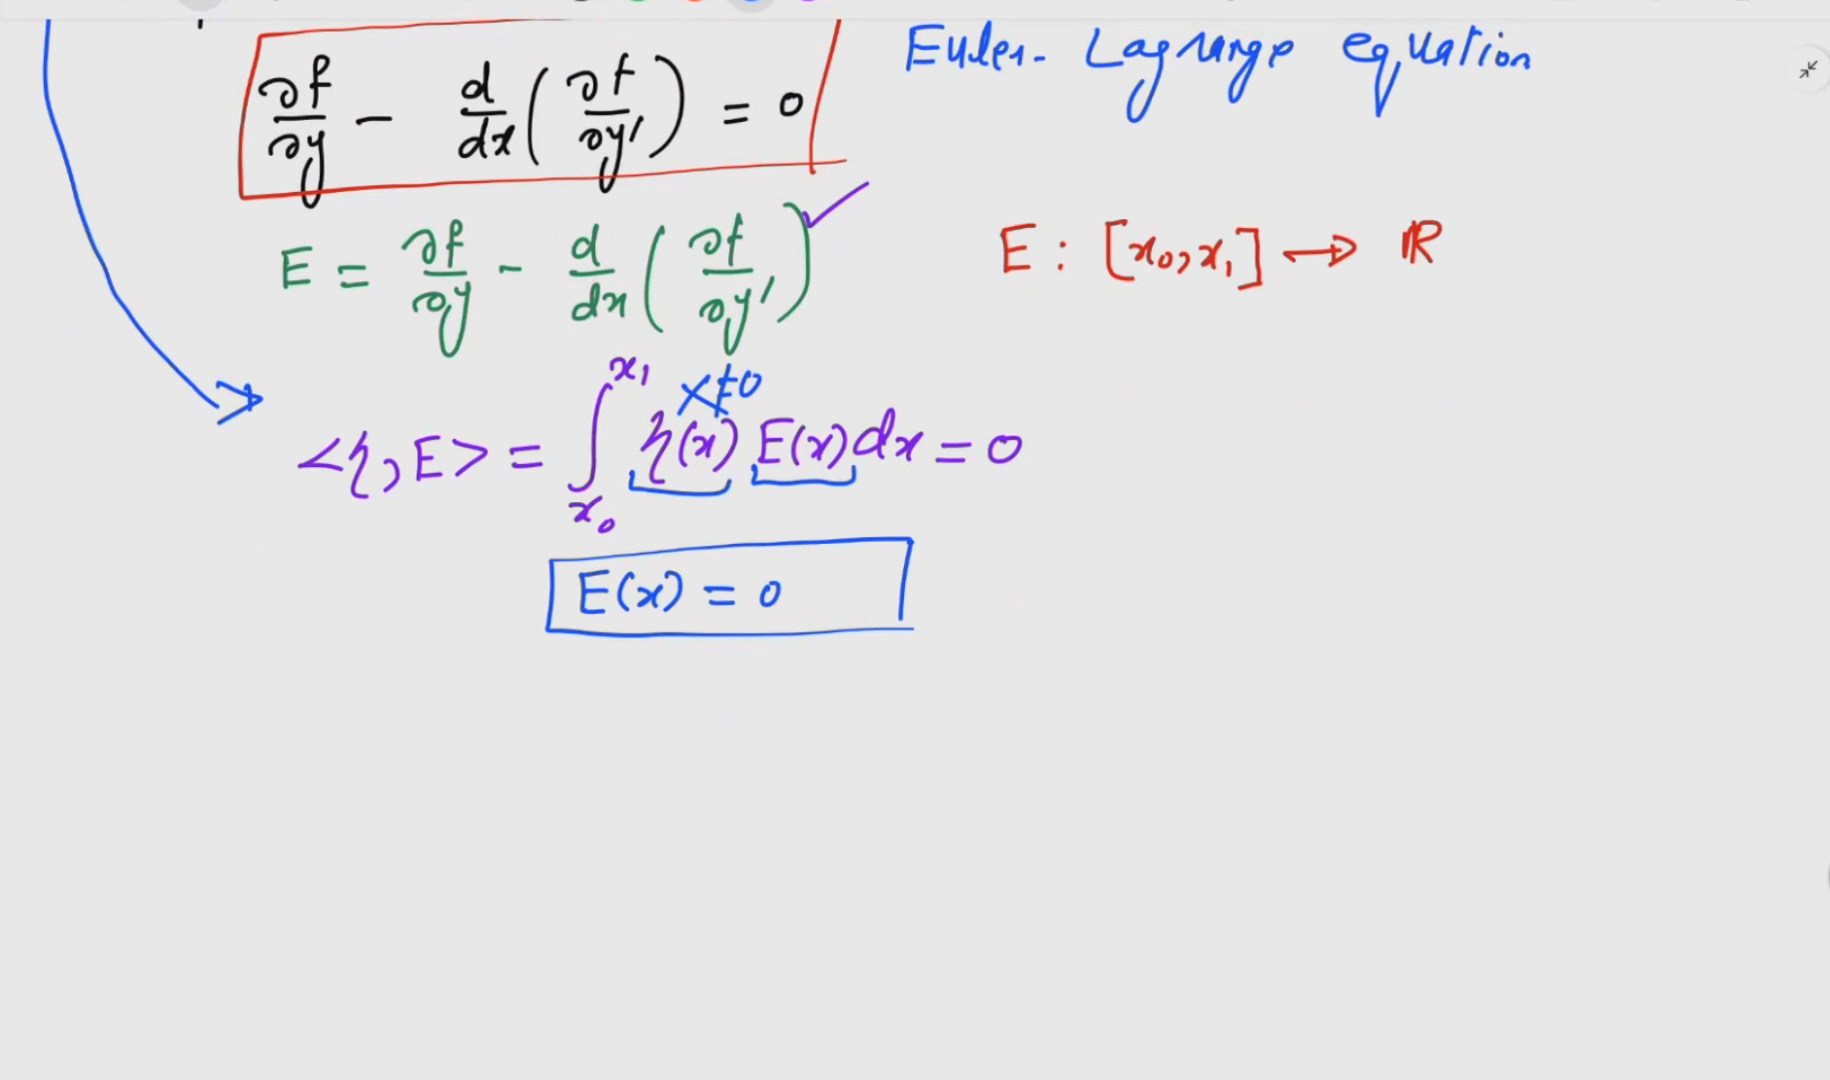 ∂f/∂y − d/dx(∂f/∂y') = 0
Euler-Lagrange equation
E = ∂f/∂y − d/dx(∂f/∂y')
E : [x₀, x₁] → ℝ
≠0
<η, E> = ∫_{x₀}^{x₁} η(x) E(x) dx = 0
E(x) = 0